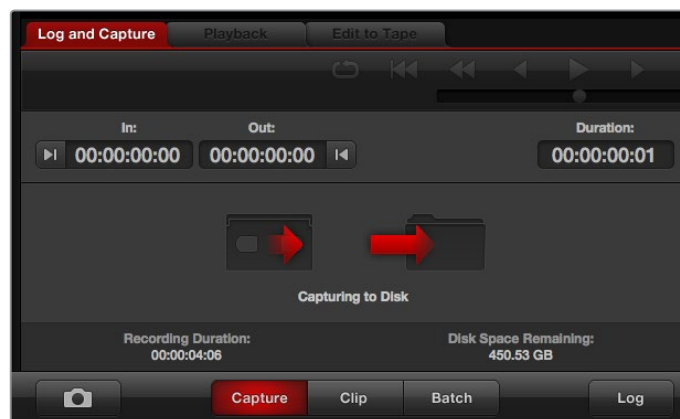 Log and Capture Playback Edit to Tape
In: Out: Duration:
00:00:00:00 00:00:00:00 00:00:00:01
Capturing to Disk
Recording Duration: Disk Space Remaining:
00:00:04:06 450.53 GB
Capture Clip Batch Log